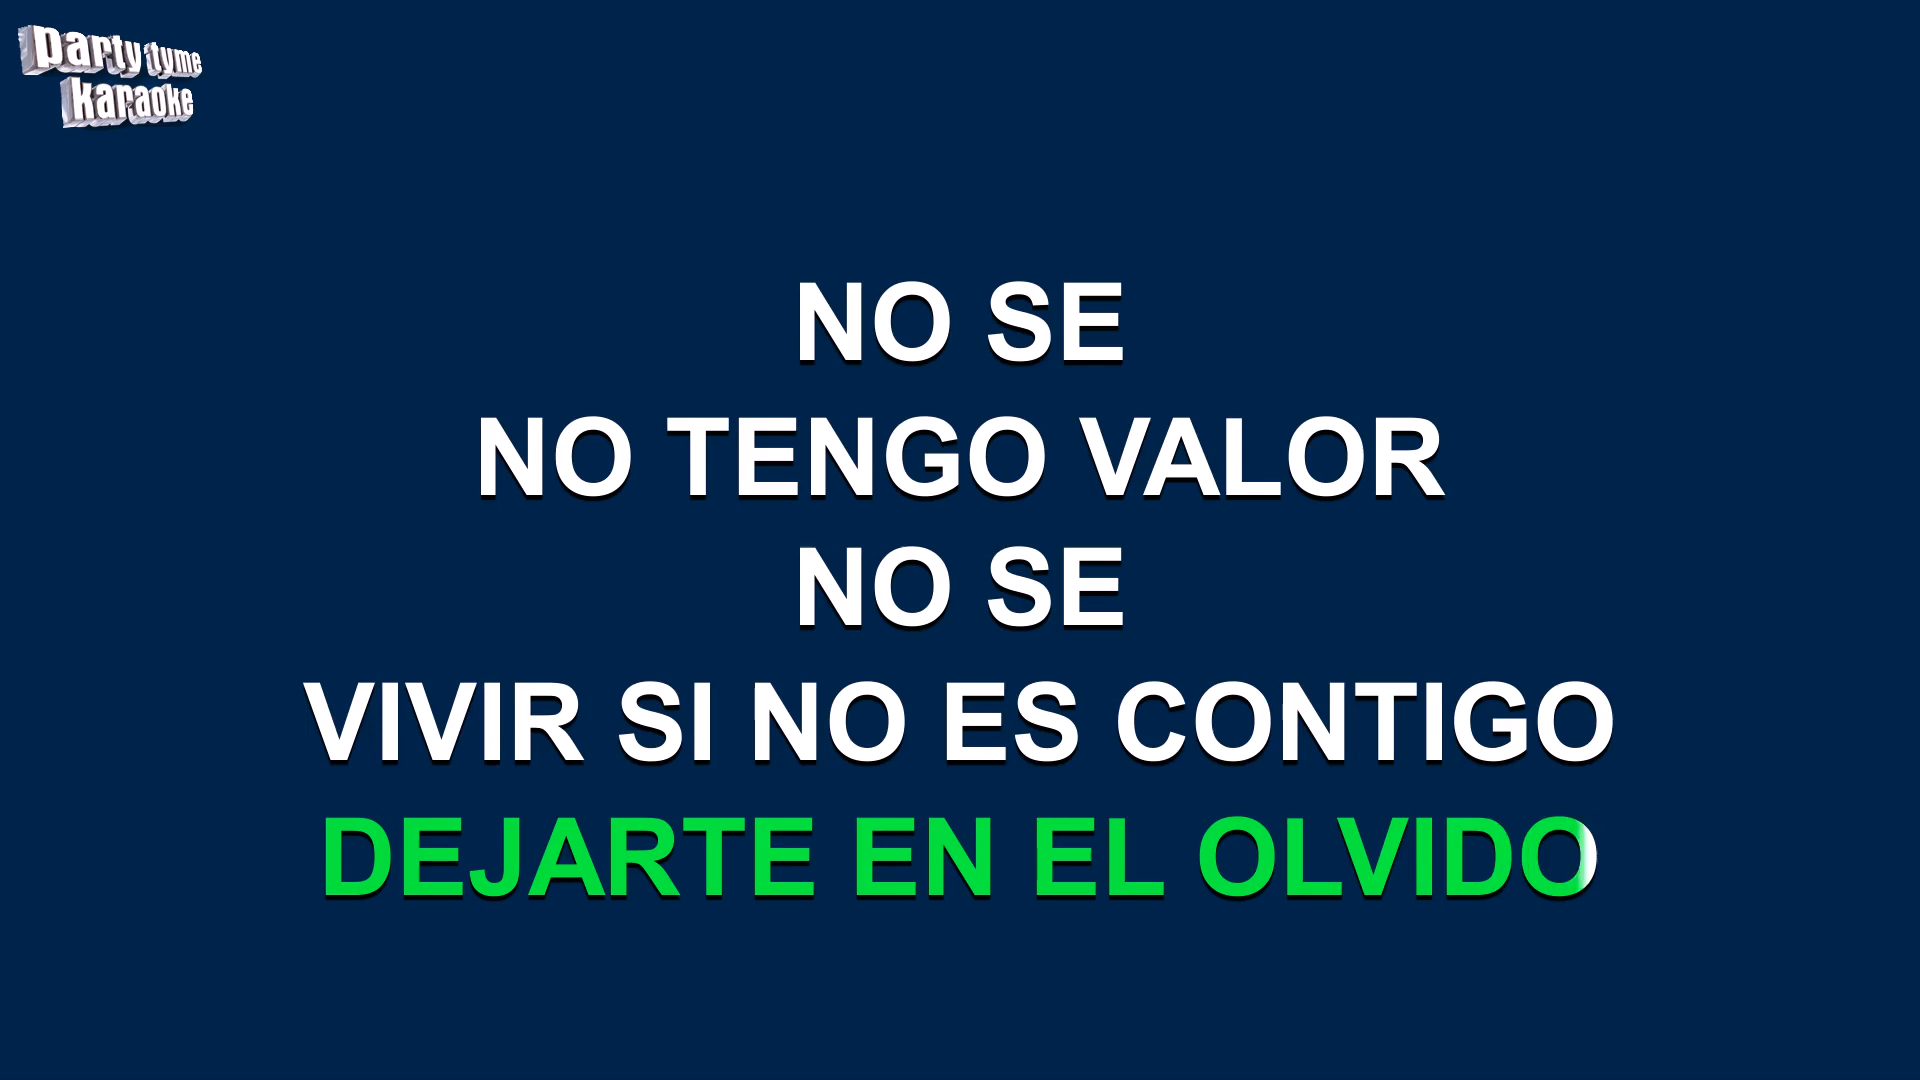 party tyme
karaoke
NO SE
NO TENGO VALOR
NO SE
VIVIR SI NO ES CONTIGO
DEJARTE EN EL OLVIDO